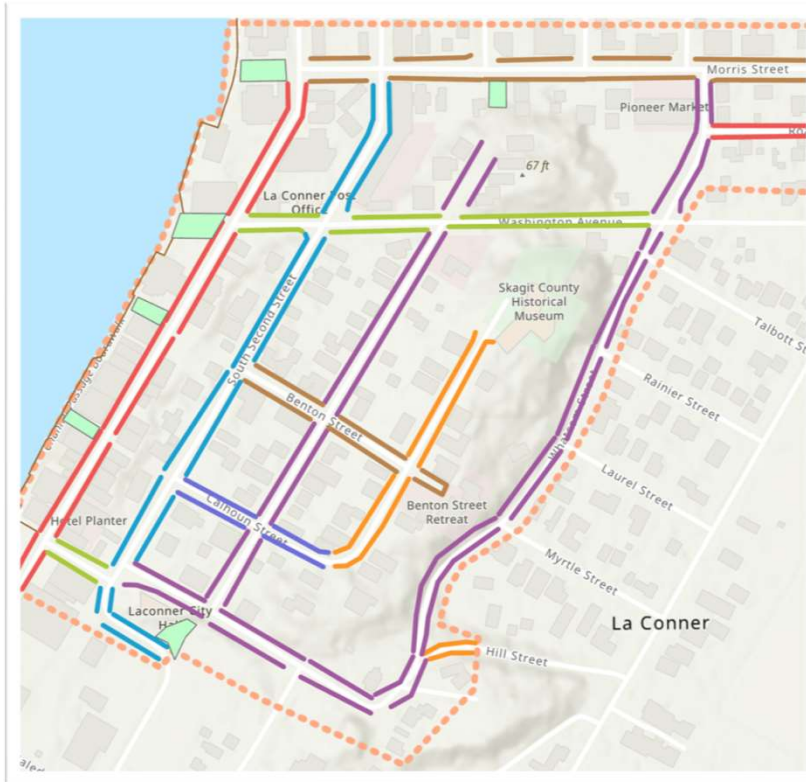 Morris Street
Pioneer Market
67 ft
La Conner Post
Office
Washington Avenue
Skagit County
Historical
Museum
South Second Street
Talbott St
Rainier Street
Benton Street
Laurel Street
Benton Street
Retreat
Calhoun Street
Hotel Planter
Myrtle Street
Laconner City
Hall
La Conner
Hill Street